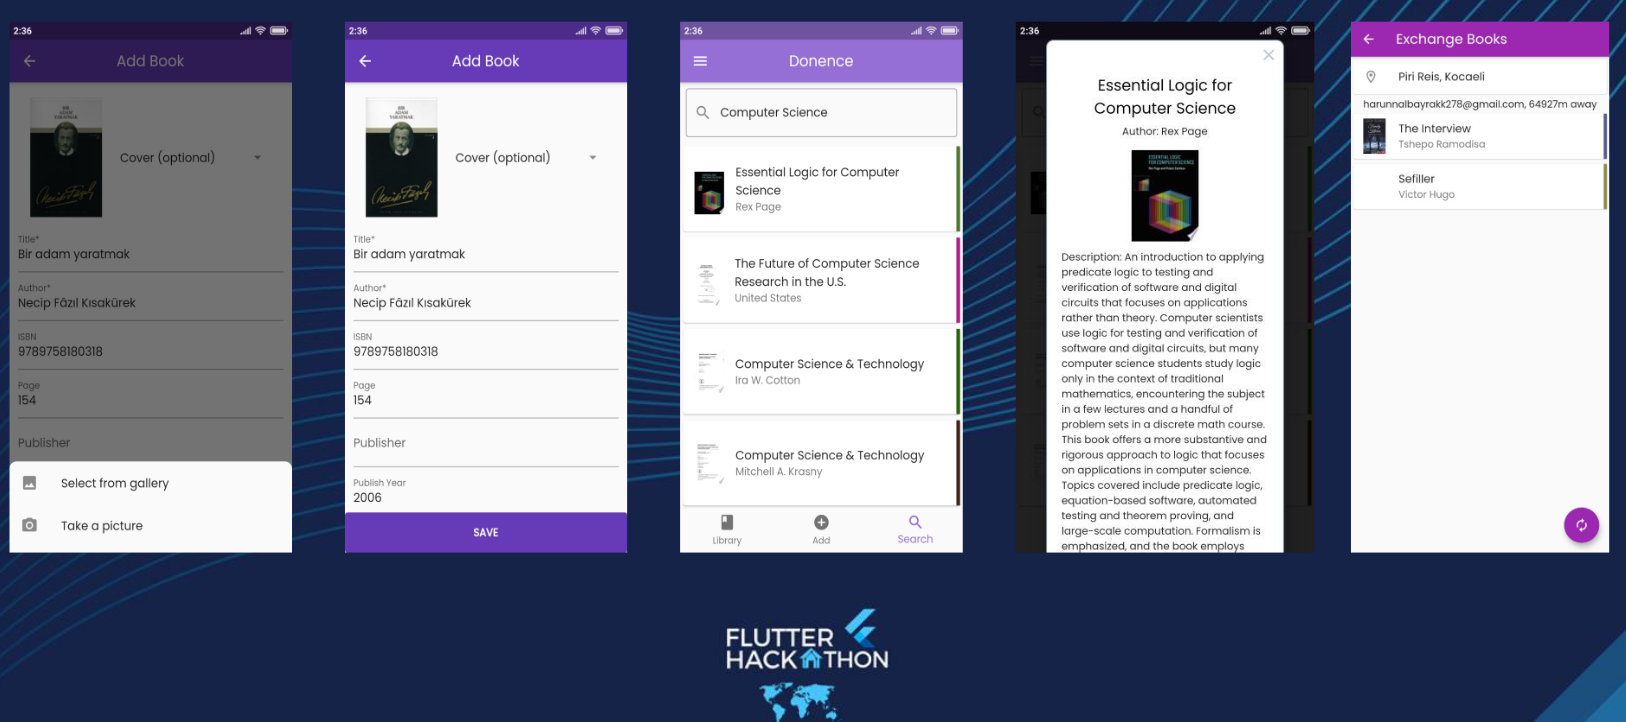 2:36
Add Book
BİR
ADAM
YARATMAK
Cover (optional)
Title*
Bir adam yaratmak
Author*
Necip Fâzıl Kısakürek
ISBN
9789758180318
Page
154
Publisher
Select from gallery
Take a picture
2:36
Add Book
BİR
ADAM
YARATMAK
Cover (optional)
Title*
Bir adam yaratmak
Author*
Necip Fâzıl Kısakürek
ISBN
9789758180318
Page
154
Publisher
Publish Year
2006
SAVE
2:36
Donence
Computer Science
Essential Logic for Computer
Science
Rex Page
The Future of Computer Science
Research in the U.S.
United States
Computer Science & Technology
Ira W. Cotton
Computer Science & Technology
Mitchell A. Krasny
Library
Add
Search
2:36
Essential Logic for
Computer Science
Author: Rex Page
ESSENTIAL LOGIC
FOR COMPUTER SCIENCE
Description: An introduction to applying
predicate logic to testing and
verification of software and digital
circuits that focuses on applications
rather than theory. Computer scientists
use logic for testing and verification of
software and digital circuits, but many
computer science students study logic
only in the context of traditional
mathematics, encountering the subject
in a few lectures and a handful of
problem sets in a discrete math course.
This book offers a more substantive and
rigorous approach to logic that focuses
on applications in computer science.
Topics covered include predicate logic,
equation-based software, automated
testing and theorem proving, and
large-scale computation. Formalism is
emphasized, and the book employs
Exchange Books
Piri Reis, Kocaeli
harunnalbayrakk278@gmail.com, 64927m away
The Interview
Tshepo Ramodisa
Sefiller
Victor Hugo
FLUTTER
HACKATHON